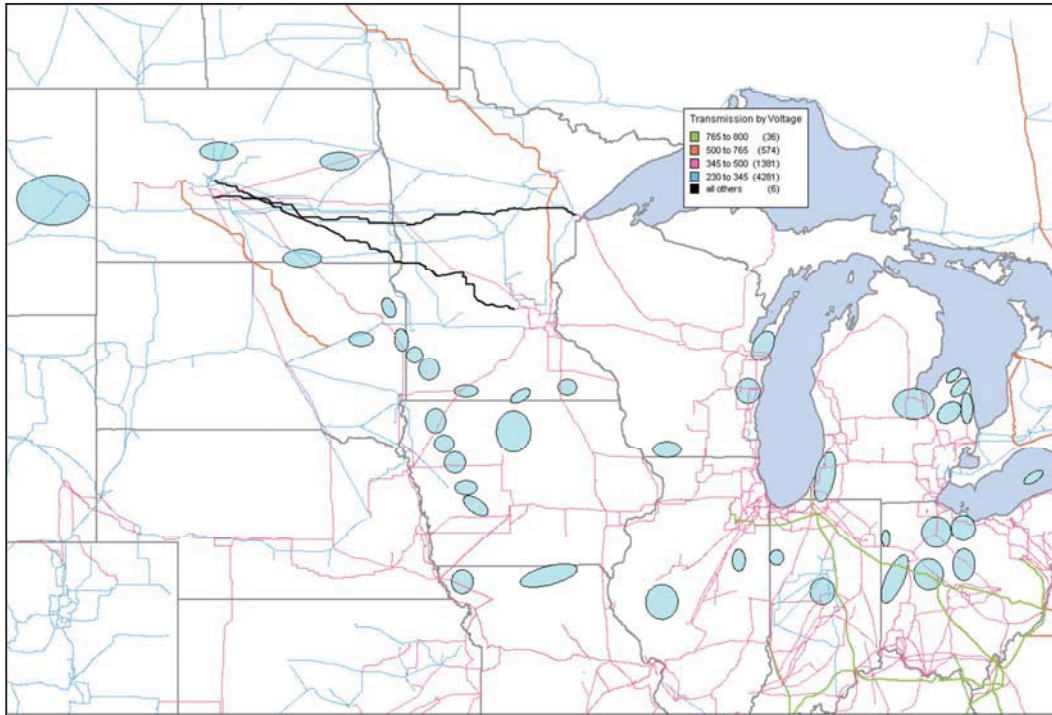 Transmission by Voltage
765 to 800 (36)
500 to 765 (574)
345 to 500 (1381)
230 to 345 (4281)
all others (6)